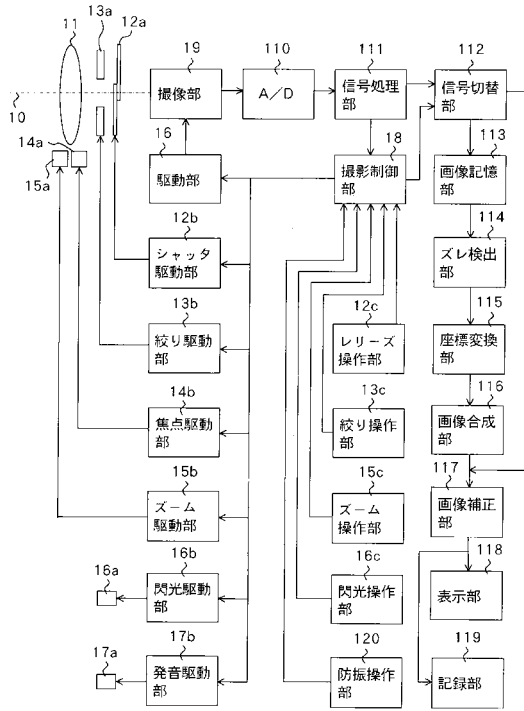 13a
12a
11
19
110
111
112
撮像部
A/D
信号処理
部
信号切替
部
10
14a
16
18
113
15a
駆動部
撮影制御
部
画像記憶
部
12b
114
シャッタ
駆動部
ズレ検出
部
13b
12c
115
絞り駆動
部
レリーズ
操作部
座標変換
部
14b
13c
116
焦点駆動
部
絞り操作
部
画像合成
部
15b
15c
117
ズーム
駆動部
ズーム
操作部
画像補正
部
16a
16b
16c
118
閃光駆動
部
閃光操作
部
表示部
17a
17b
120
119
発音駆動
部
防振操作
部
記録部